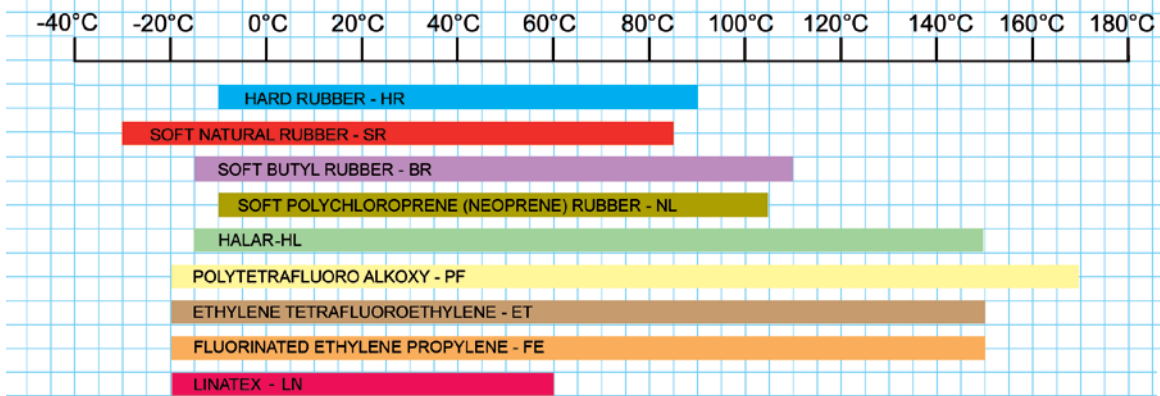 -40°C -20°C 0°C 20°C 40°C 60°C 80°C 100°C 120°C 140°C 160°C 180°C
HARD RUBBER - HR
SOFT NATURAL RUBBER - SR
SOFT BUTYL RUBBER - BR
SOFT POLYCHLOROPRENE (NEOPRENE) RUBBER - NL
HALAR-HL
POLYTETRAFLUORO ALKOXY - PF
ETHYLENE TETRAFLUOROETHYLENE - ET
FLUORINATED ETHYLENE PROPYLENE - FE
LINATEX - LN